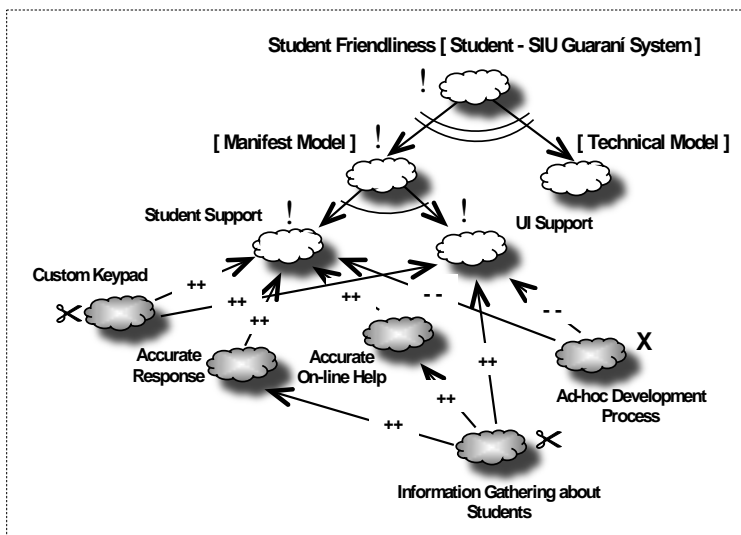 Student Friendliness [ Student - SIU Guaraní System ]
!
[ Manifest Model ]
!
[ Technical Model ]
Student Support
!
!
UI Support
Custom Keypad
++
++
++
++
- -
- -
Accurate
Response
Accurate
On-line Help
X
++
Ad-hoc Development
Process
++
++
Information Gathering about
Students